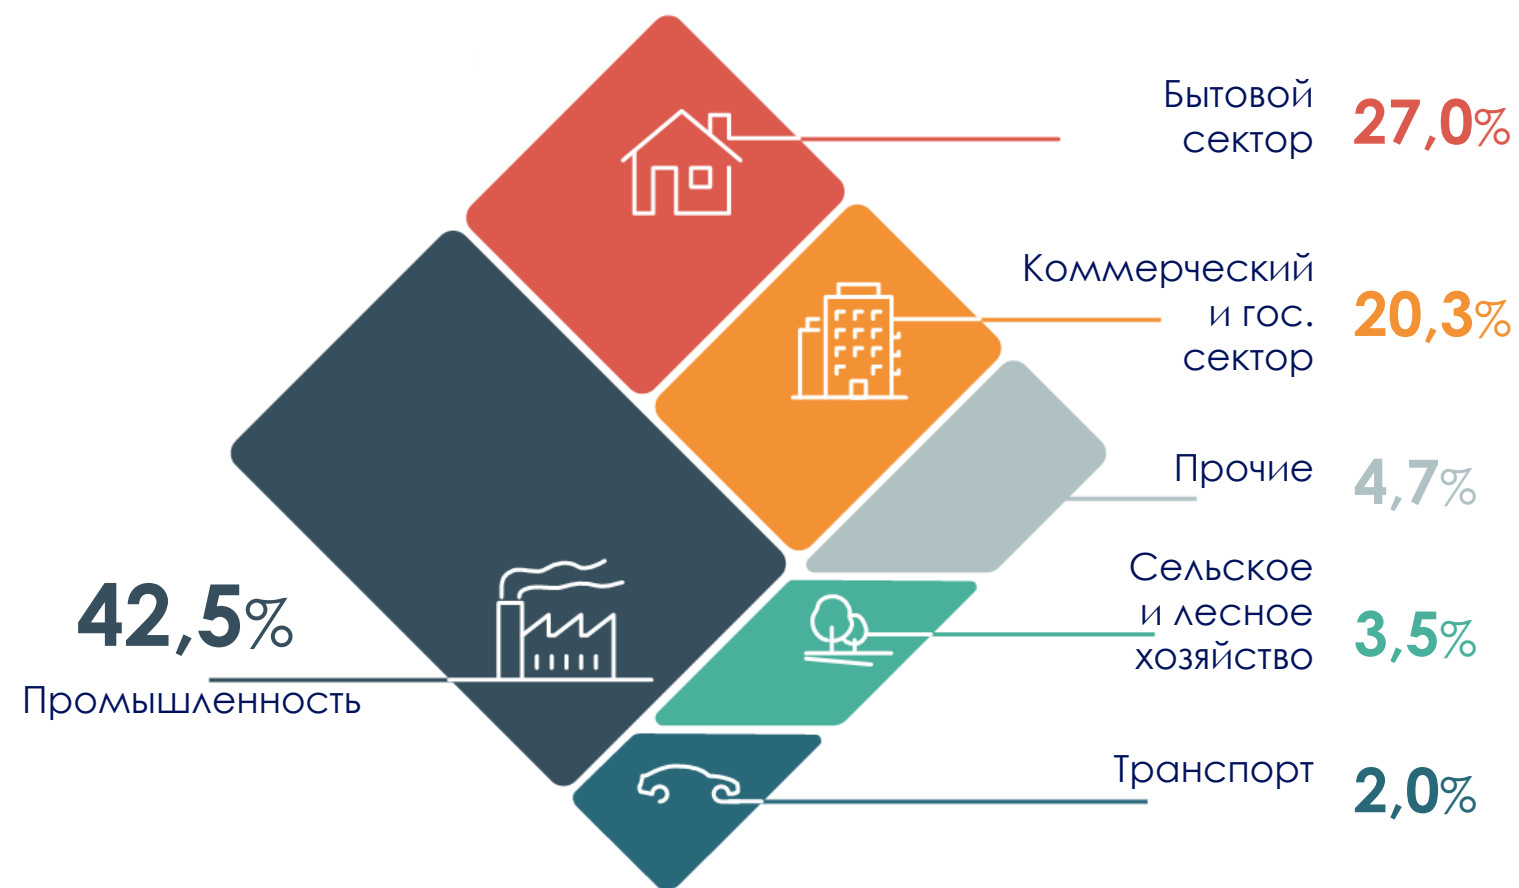 Бытовой
сектор
27,0%
Коммерческий
и гос.
сектор
20,3%
Прочие
4,7%
Сельское
и лесное
хозяйство
3,5%
42,5%
Промышленность
Транспорт
2,0%